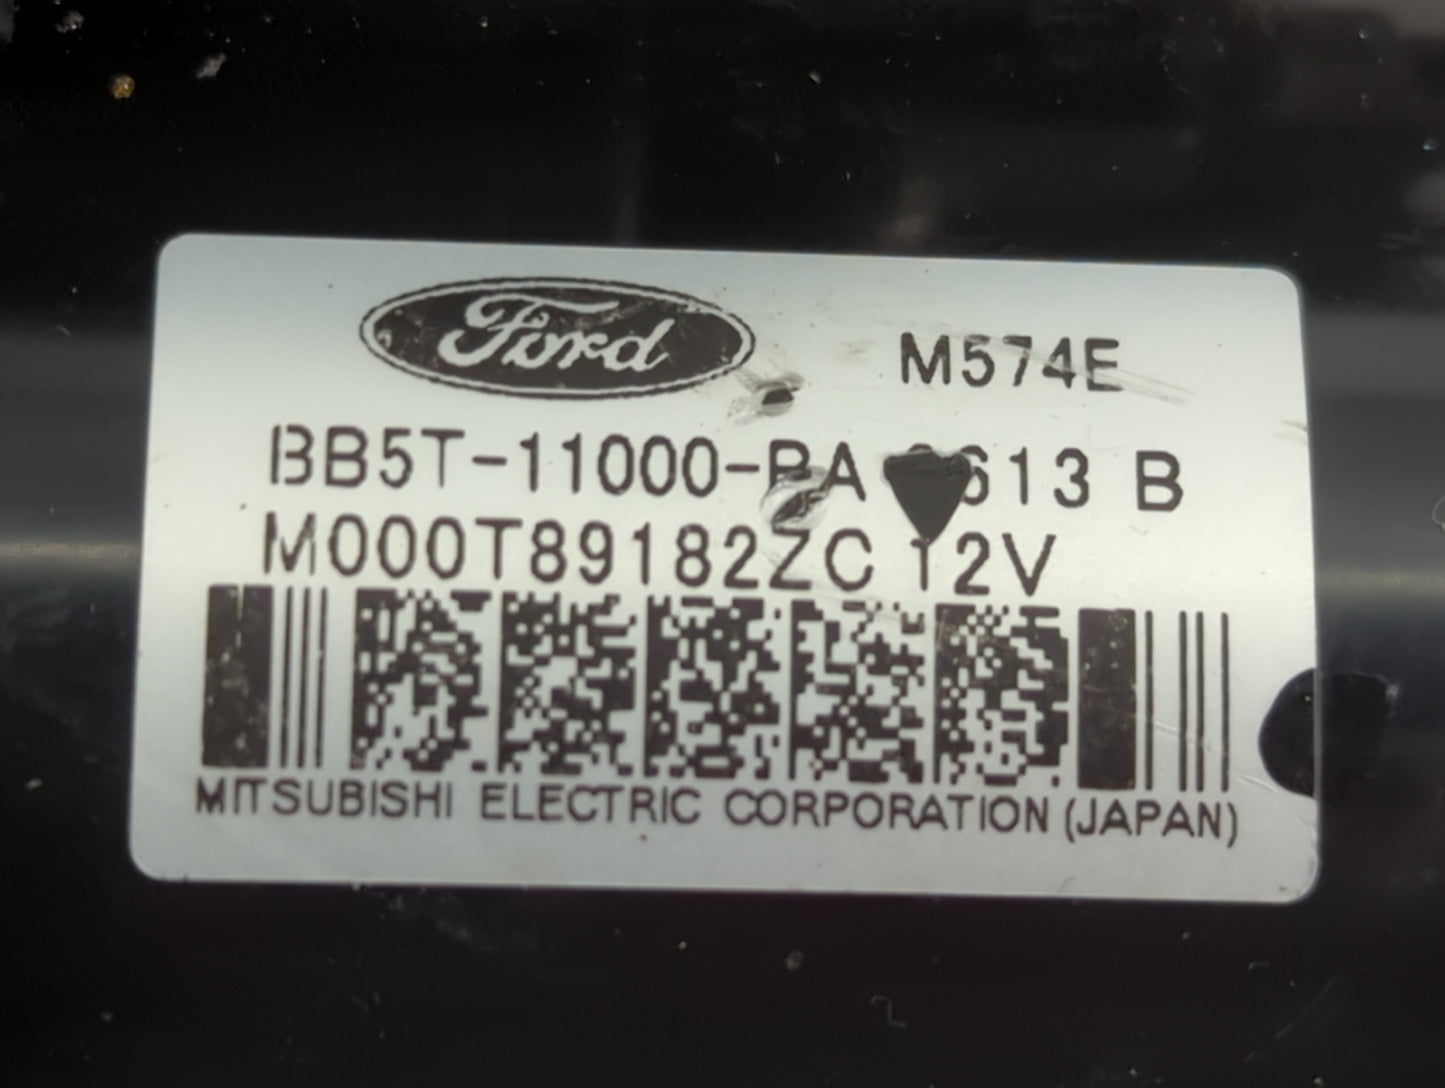 Ford M574E
BB5T-11000-BA 613 B
M000T89182ZC 12V
MITSUBISHI ELECTRIC CORPORATION (JAPAN)